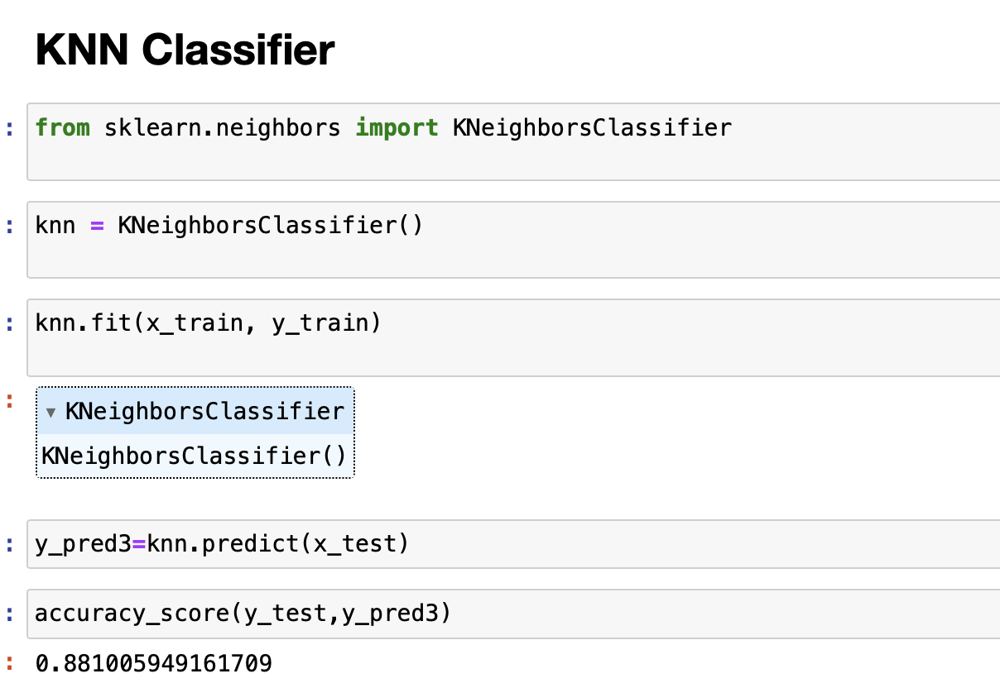 KNN Classifier
: from sklearn.neighbors import KNeighborsClassifier
: knn = KNeighborsClassifier()
: knn.fit(x_train, y_train)
: ▾ KNeighborsClassifier
KNeighborsClassifier()
: y_pred3=knn.predict(x_test)
: accuracy_score(y_test,y_pred3)
: 0.881005949161709